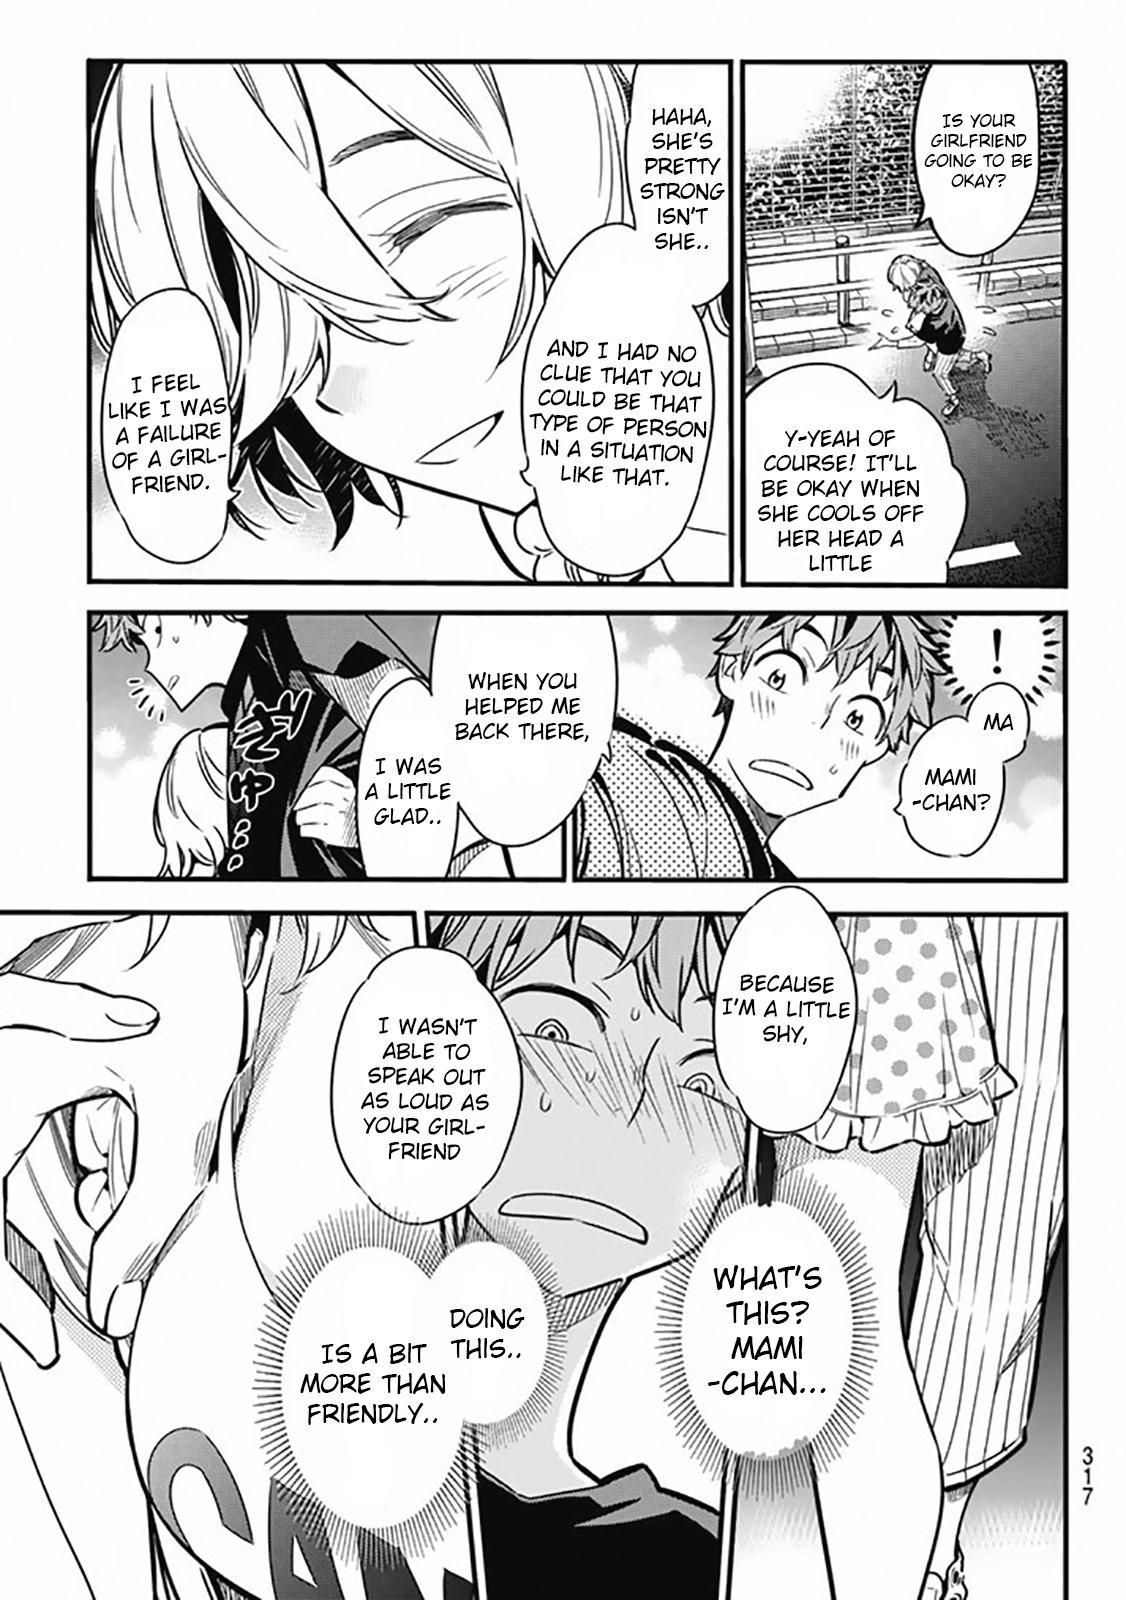 IS YOUR
GIRLFRIEND
GOING TO BE
OKAY?
Y-YEAH OF
COURSE! IT'LL
BE OKAY WHEN
SHE COOLS OFF
HER HEAD A
LITTLE
HAHA,
SHE'S
PRETTY
STRONG
ISN'T
SHE..
AND I HAD NO
CLUE THAT YOU
COULD BE THAT
TYPE OF PERSON
IN A SITUATION
LIKE THAT.
I FEEL
LIKE I WAS
A FAILURE
OF A GIRL-
FRIEND.
!
MA
MAMI
-CHAN?
WHEN YOU
HELPED ME
BACK THERE,
I WAS
A LITTLE
GLAD..
ぎゅ…
BECAUSE
I'M A LITTLE
SHY,
I WASN'T
ABLE TO
SPEAK OUT
AS LOUD AS
YOUR GIRL-
FRIEND
WHAT'S
THIS?
MAMI
-CHAN...
DOING
THIS..
IS A BIT
MORE THAN
FRIENDLY..
317